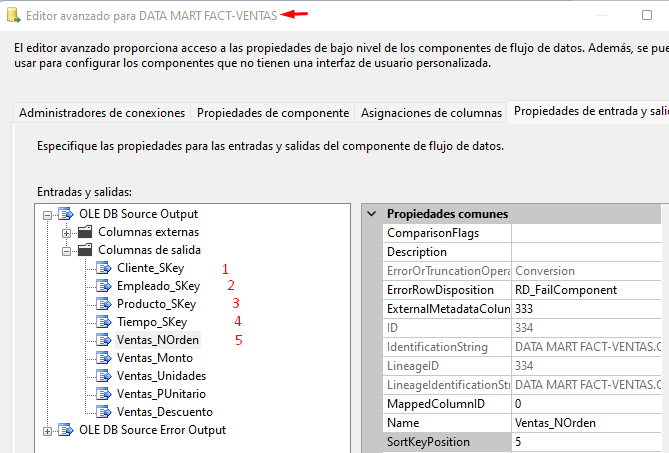 Editor avanzado para DATA MART FACT-VENTAS
El editor avanzado proporciona acceso a las propiedades de bajo nivel de los componentes de flujo de datos. Además, se pue
usar para configurar los componentes que no tienen una interfaz de usuario personalizada.
Administradores de conexiones Propiedades de componente Asignaciones de columnas Propiedades de entrada y sali
Especifique las propiedades para las entradas y salidas del componente de flujo de datos.
Entradas y salidas:
OLE DB Source Output
Columnas externas
Columnas de salida
Cliente_SKey 1
Empleado_SKey 2
Producto_SKey 3
Tiempo_SKey 4
Ventas_NOrden 5
Ventas_Monto
Ventas_Unidades
Ventas_PUnitario
Ventas_Descuento
OLE DB Source Error Output
Propiedades comunes
ComparisonFlags
Description
ErrorOrTruncationOpera Conversion
ErrorRowDisposition RD_FailComponent
ExternalMetadataColum 333
ID 334
IdentificationString DATA MART FACT-VENTAS.C
LineageID 334
LineageIdentificationStr DATA MART FACT-VENTAS.C
MappedColumnID 0
Name Ventas_NOrden
SortKeyPosition 5